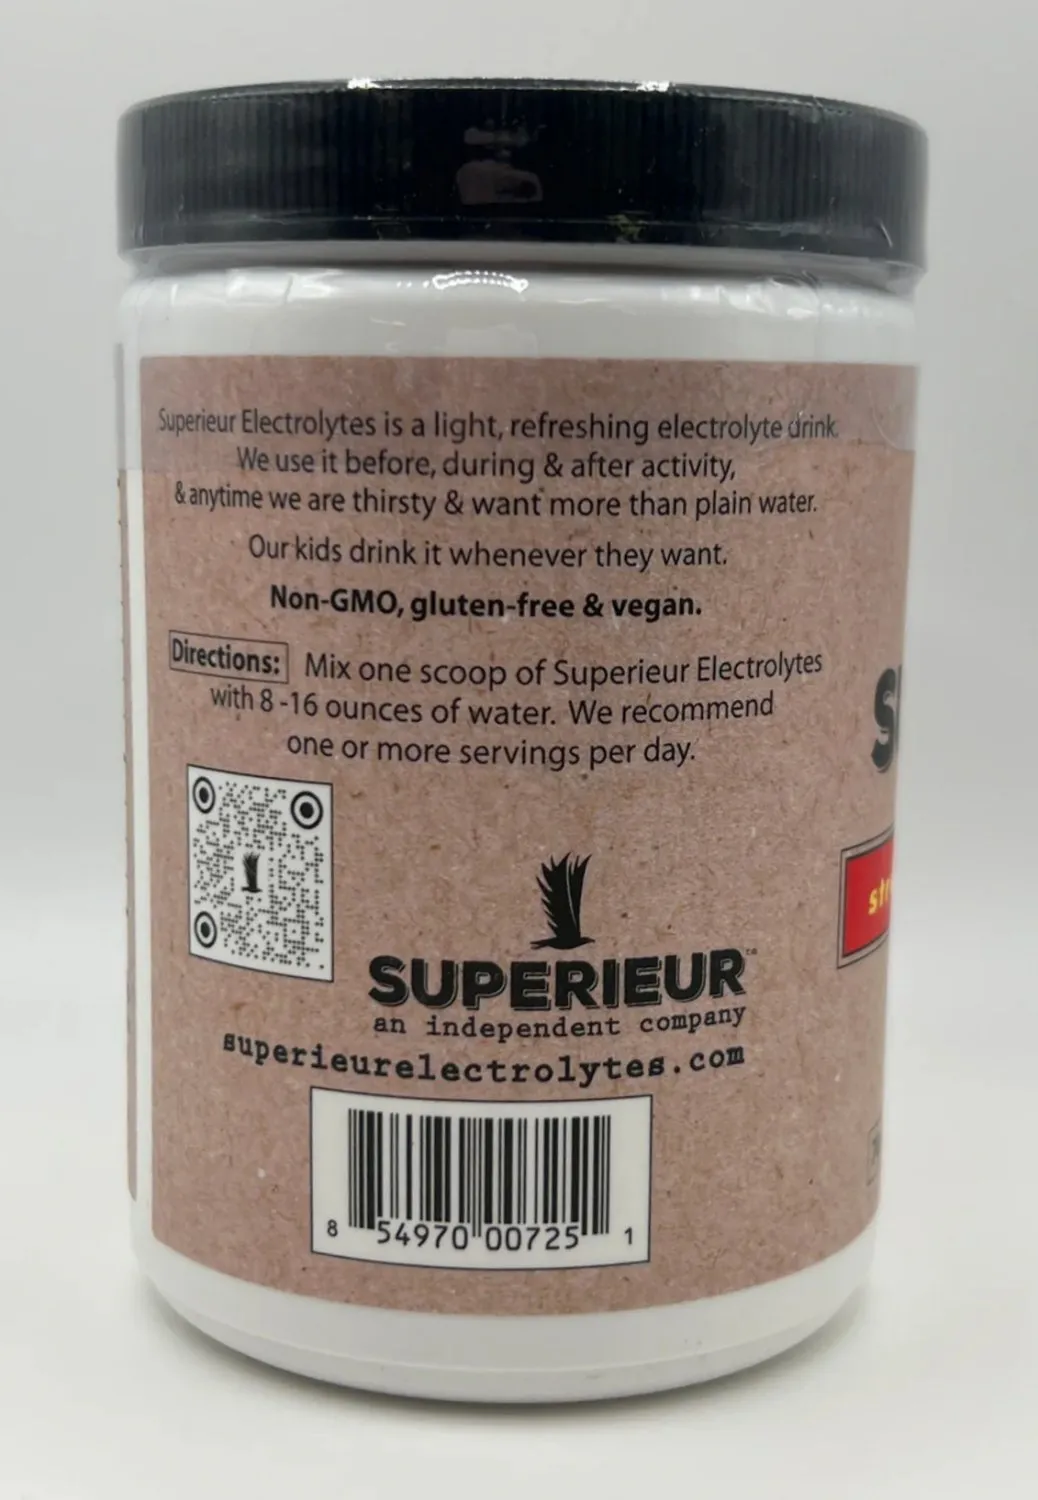 Superieur Electrolytes is a light, refreshing electrolyte drink.
We use it before, during & after activity,
& anytime we are thirsty & want more than plain water.
Our kids drink it whenever they want.
Non-GMO, gluten-free & vegan.
Directions: Mix one scoop of Superieur Electrolytes
with 8 -16 ounces of water. We recommend
one or more servings per day.
SUPERIEUR™
an independent company
superieurelectrolytes.com
8 54970 00725 1